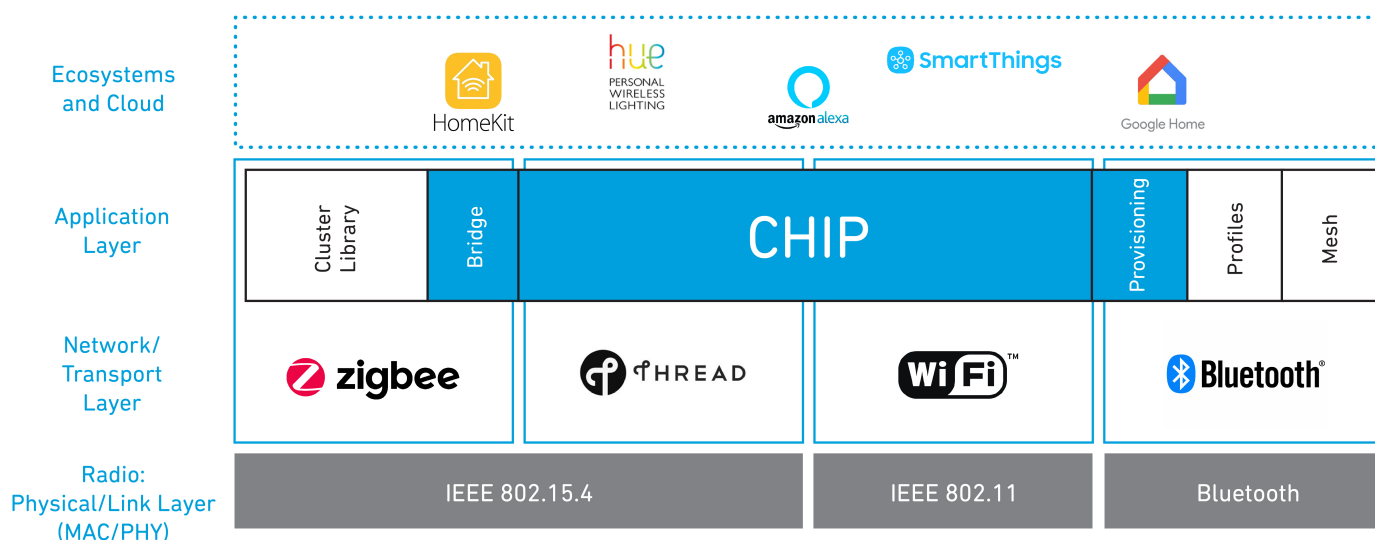 Ecosystems
and Cloud
HomeKit
hue
PERSONAL
WIRELESS
LIGHTING
amazon alexa
SmartThings
Google Home
Application
Layer
Cluster
Library
Bridge
CHIP
Provisioning
Profiles
Mesh
Network/
Transport
Layer
zigbee
THREAD
Wi Fi™
Bluetooth®
Radio:
Physical/Link Layer
(MAC/PHY)
IEEE 802.15.4
IEEE 802.11
Bluetooth